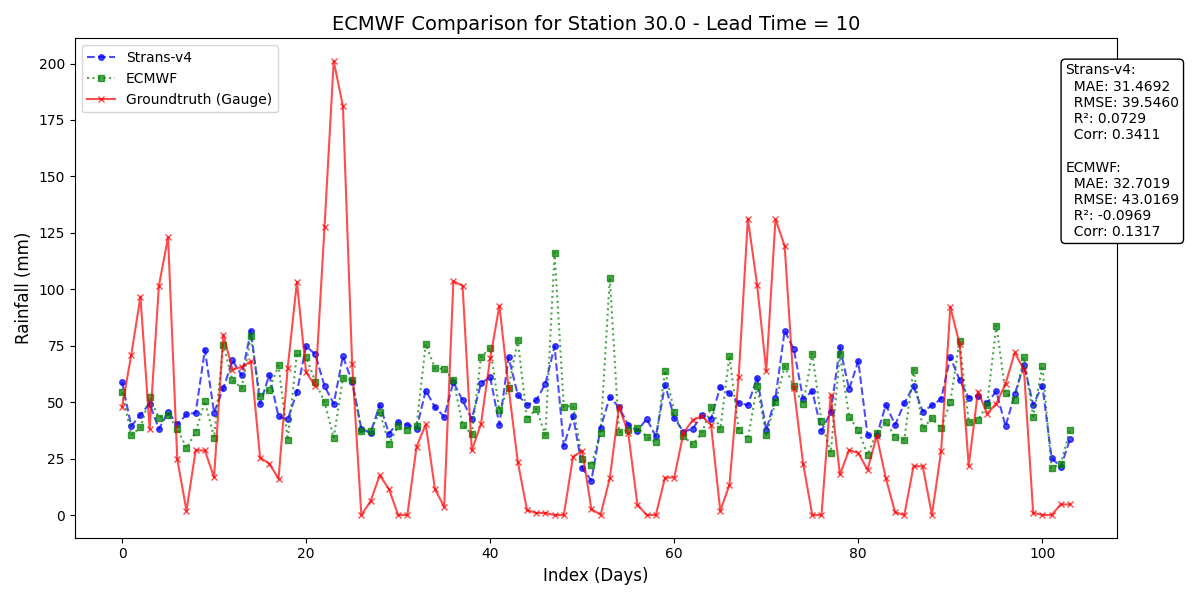 ECMWF Comparison for Station 30.0 - Lead Time = 10
Strans-v4
ECMWF
Groundtruth (Gauge)
Strans-v4:
MAE: 31.4692
RMSE: 39.5460
R²: 0.0729
Corr: 0.3411
ECMWF:
MAE: 32.7019
RMSE: 43.0169
R²: -0.0969
Corr: 0.1317
Rainfall (mm)
200
175
150
125
100
75
50
25
0
0 20 40 60 80 100
Index (Days)